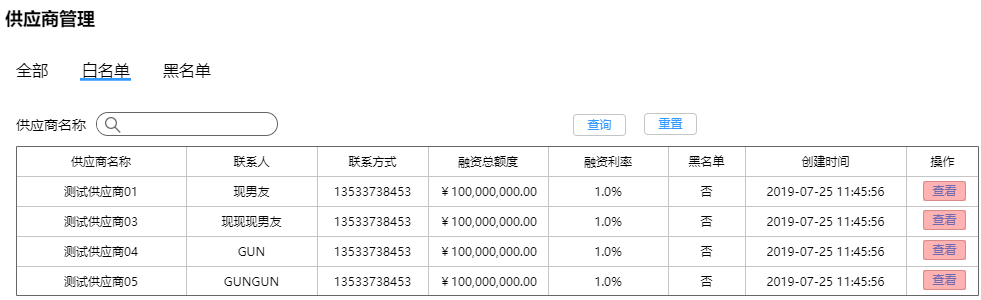 供应商管理
全部 白名单 黑名单
供应商名称 查询 重置
供应商名称 联系人 联系方式 融资总额度 融资利率 黑名单 创建时间 操作
测试供应商01 现男友 13533738453 ￥100,000,000.00 1.0% 否 2019-07-25 11:45:56 查看
测试供应商03 现现现男友 13533738453 ￥100,000,000.00 1.0% 否 2019-07-25 11:45:56 查看
测试供应商04 GUN 13533738453 ￥100,000,000.00 1.0% 否 2019-07-25 11:45:56 查看
测试供应商05 GUNGUN 13533738453 ￥100,000,000.00 1.0% 否 2019-07-25 11:45:56 查看